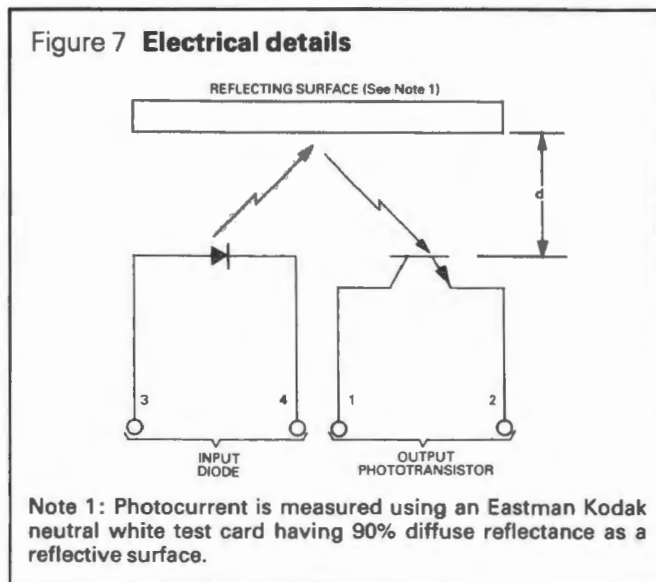 Figure 7 Electrical details
REFLECTING SURFACE (See Note 1)
d
3
4
1
2
INPUT
DIODE
OUTPUT
PHOTOTRANSISTOR
Note 1: Photocurrent is measured using an Eastman Kodak
neutral white test card having 90% diffuse reflectance as a
reflective surface.